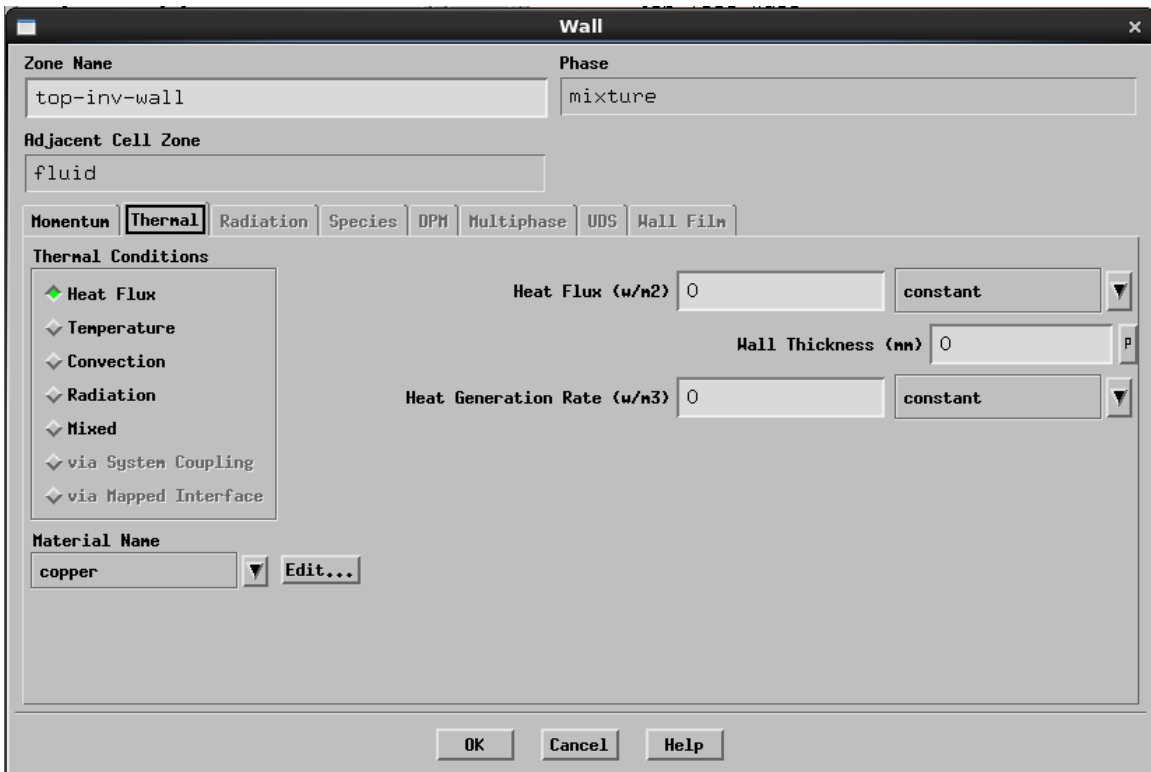 Wall
Zone Name
Phase
top-inv-wall
mixture
Adjacent Cell Zone
fluid
Momentum Thermal Radiation Species DPM Multiphase UDS Wall Film
Thermal Conditions
Heat Flux
Temperature
Convection
Radiation
Mixed
via System Coupling
via Mapped Interface
Heat Flux (w/m2) 0 constant
Wall Thickness (mm) 0 P
Heat Generation Rate (w/m3) 0 constant
Material Name
copper Edit...
OK Cancel Help